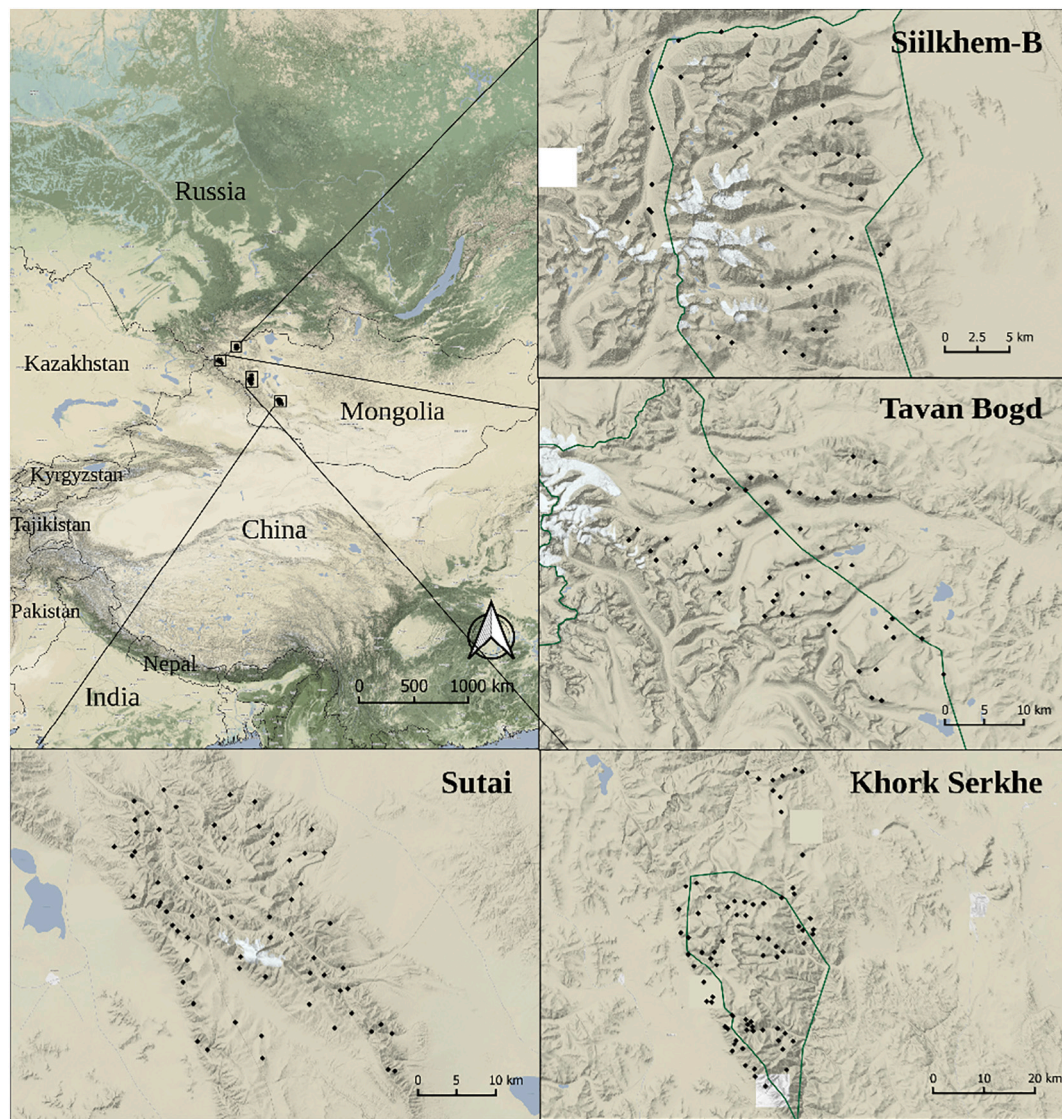 Siilkhem-B
Russia
0 2.5 5 km
Kazakhstan
Mongolia
Tavan Bogd
Kyrgyzstan
Tajikistan
China
Pakistan
Nepal
India
0 500 1000 km
0 5 10 km
Sutai
Khork Serkhe
0 5 10 km
0 10 20 km